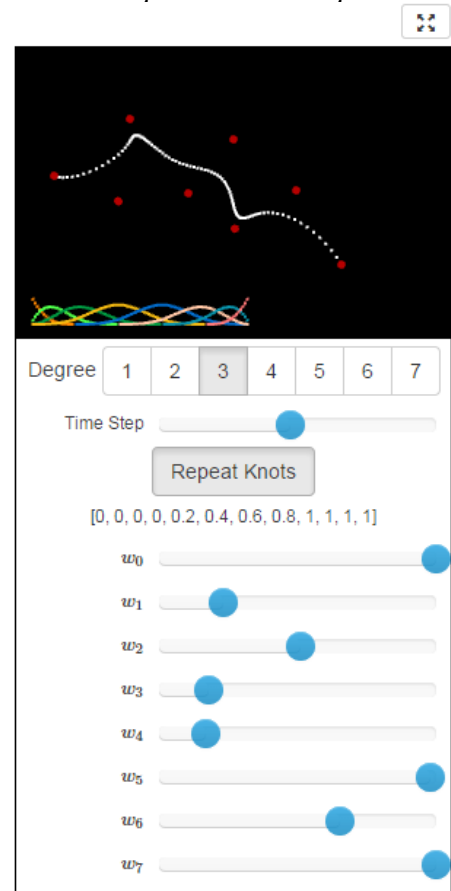 Degree 1 2 3 4 5 6 7
Time Step
Repeat Knots
[0, 0, 0, 0, 0.2, 0.4, 0.6, 0.8, 1, 1, 1, 1]
w₀
w₁
w₂
w₃
w₄
w₅
w₆
w₇